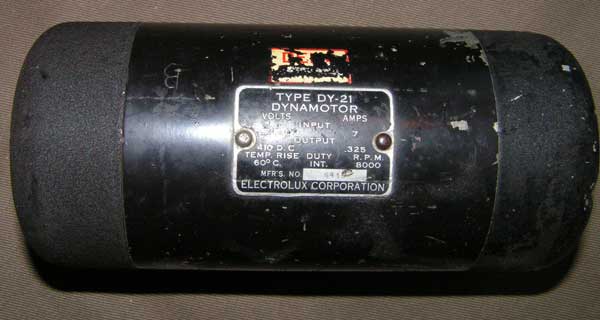 TYPE DY-21
DYNAMOTOR
VOLTS AMPS
INPUT
7
OUTPUT
410 D.C .325
TEMP. RISE DUTY R.P.M.
60° C. INT. 8000
MFR'S. NO
ELECTROLUX CORPORATION